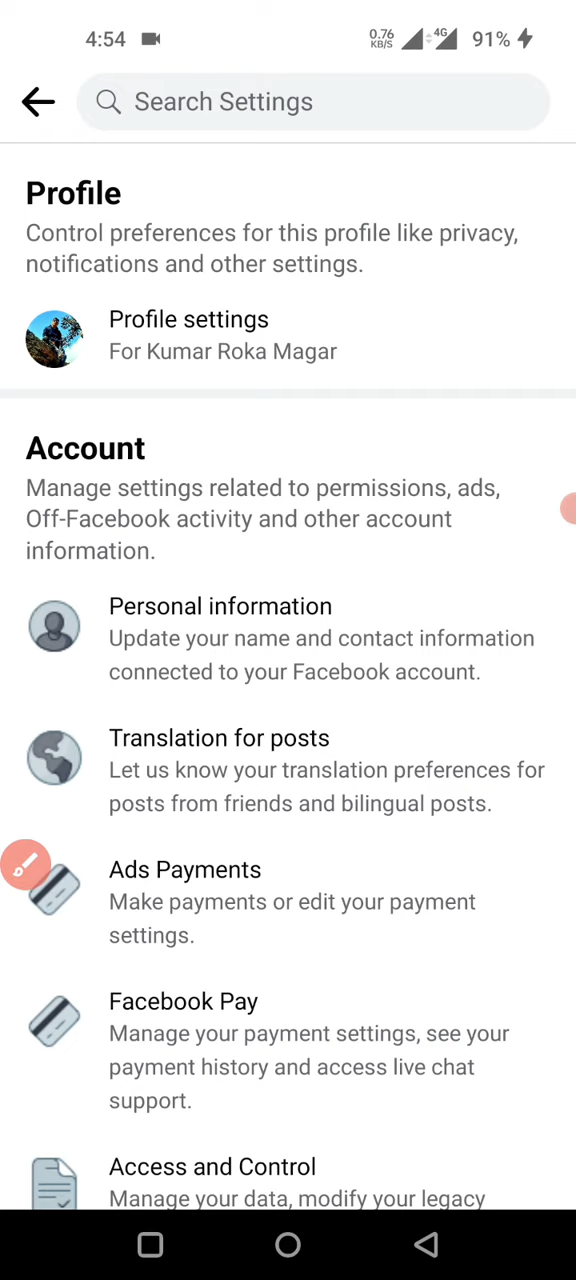 4:54
0.76 KB/S 4G 91%
Search Settings
Profile
Control preferences for this profile like privacy,
notifications and other settings.
Profile settings
For Kumar Roka Magar
Account
Manage settings related to permissions, ads,
Off-Facebook activity and other account
information.
Personal information
Update your name and contact information
connected to your Facebook account.
Translation for posts
Let us know your translation preferences for
posts from friends and bilingual posts.
Ads Payments
Make payments or edit your payment
settings.
Facebook Pay
Manage your payment settings, see your
payment history and access live chat
support.
Access and Control
Manage your data, modify your legacy